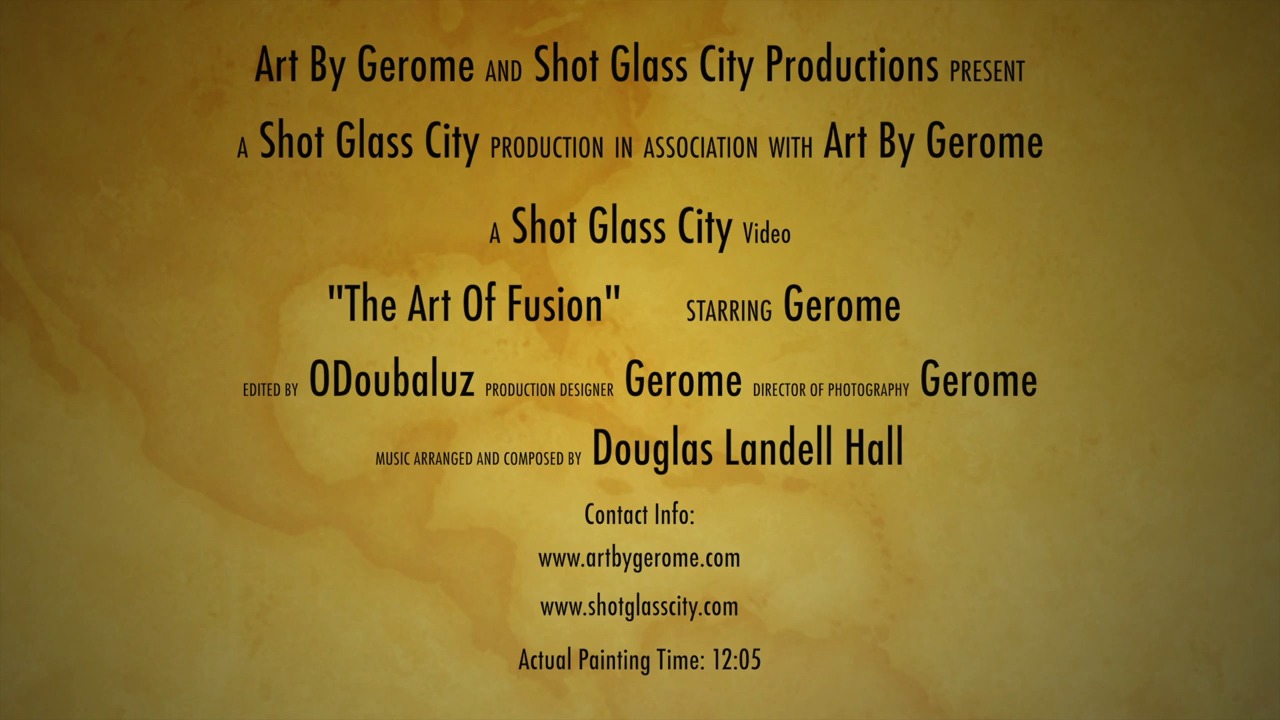 Art By Gerome AND Shot Glass City Productions PRESENT
A Shot Glass City PRODUCTION IN ASSOCIATION WITH Art By Gerome
A Shot Glass City Video
"The Art Of Fusion" STARRING Gerome
EDITED BY ODoubaluz PRODUCTION DESIGNER Gerome DIRECTOR OF PHOTOGRAPHY Gerome
MUSIC ARRANGED AND COMPOSED BY Douglas Landell Hall
Contact Info:
www.artbygerome.com
www.shotglasscity.com
Actual Painting Time: 12:05